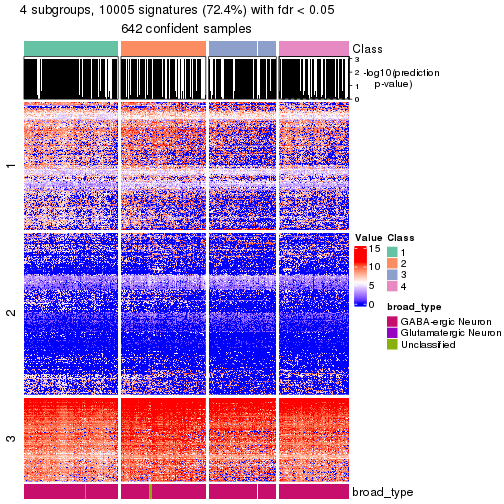 4 subgroups, 10005 signatures (72.4%) with fdr < 0.05
642 confident samples
Class
3
2
1
0
-log10(prediction
p-value)
1
2
3
Value
15
10
5
0
Class
1
2
3
4
broad_type
GABA-ergic Neuron
Glutamatergic Neuron
Unclassified
broad_type